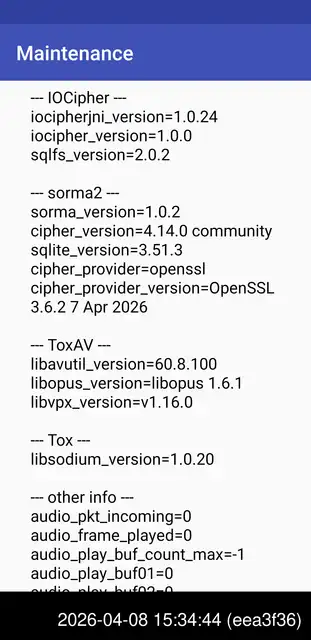 Maintenance
--- IOCipher ---
iocipherjni_version=1.0.24
iocipher_version=1.0.0
sqlfs_version=2.0.2
--- sorma2 ---
sorma_version=1.0.2
cipher_version=4.14.0 community
sqlite_version=3.51.3
cipher_provider=openssl
cipher_provider_version=OpenSSL
3.6.2 7 Apr 2026
--- ToxAV ---
libavutil_version=60.8.100
libopus_version=libopus 1.6.1
libvpx_version=v1.16.0
--- Tox ---
libsodium_version=1.0.20
--- other info ---
audio_pkt_incoming=0
audio_frame_played=0
audio_play_buf_count_max=-1
audio_play_buf01=0
audio_play_buf02=0
2026-04-08 15:34:44 (eea3f36)